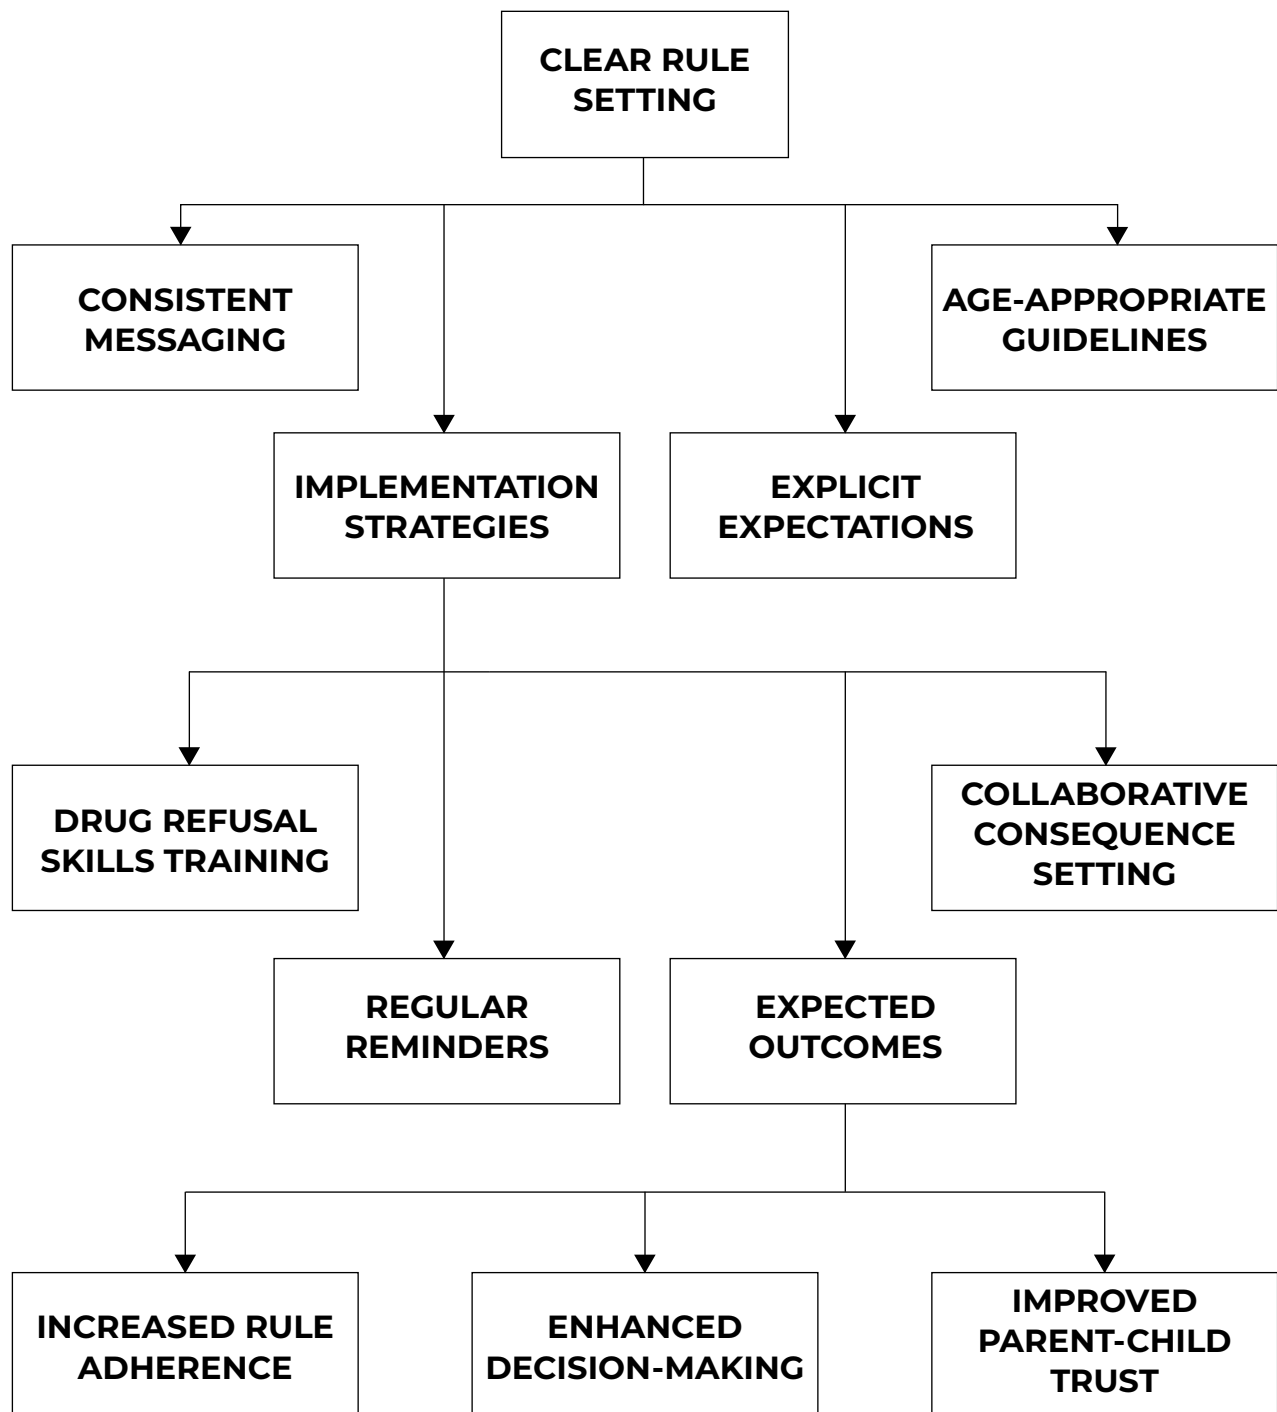 CLEAR RULE
SETTING
CONSISTENT
MESSAGING
AGE-APPROPRIATE
GUIDELINES
IMPLEMENTATION
STRATEGIES
EXPLICIT
EXPECTATIONS
DRUG REFUSAL
SKILLS TRAINING
COLLABORATIVE
CONSEQUENCE
SETTING
REGULAR
REMINDERS
EXPECTED
OUTCOMES
INCREASED RULE
ADHERENCE
ENHANCED
DECISION-MAKING
IMPROVED
PARENT-CHILD
TRUST